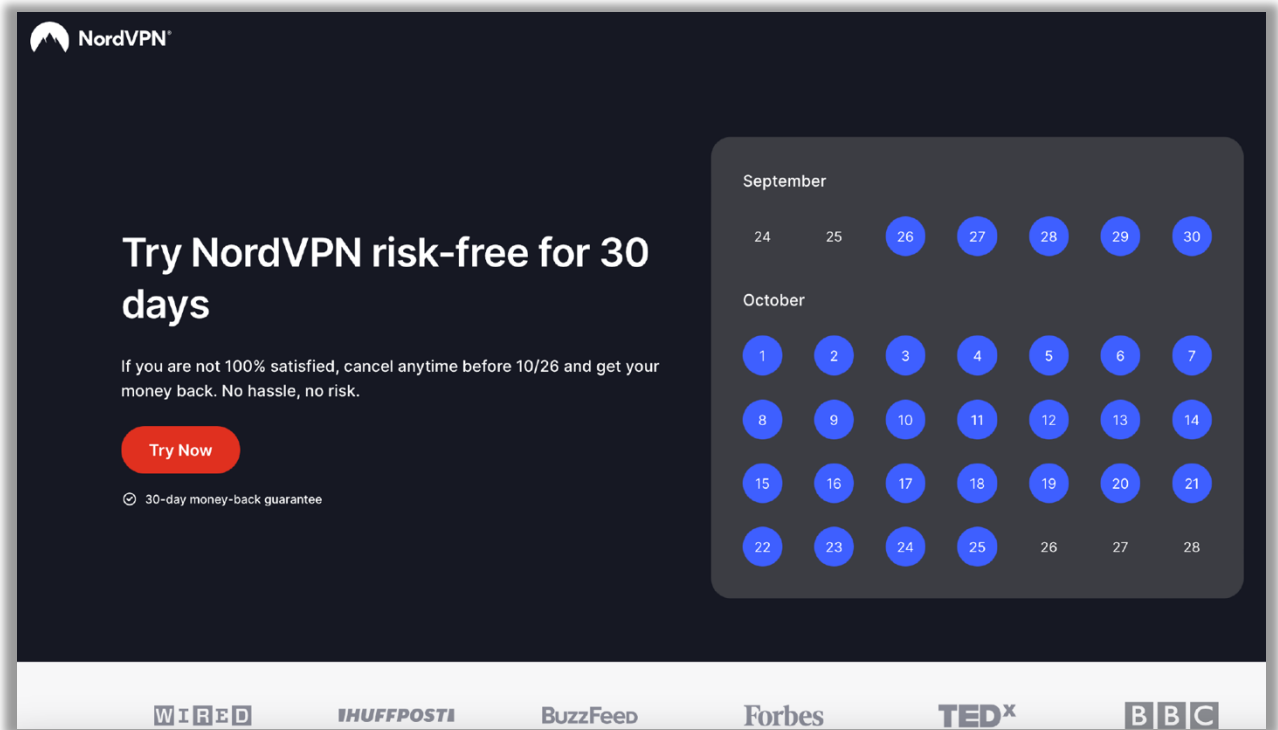 NordVPN®
Try NordVPN risk-free for 30
days
If you are not 100% satisfied, cancel anytime before 10/26 and get your
money back. No hassle, no risk.
Try Now
30-day money-back guarantee
September
24 25 26 27 28 29 30
October
1 2 3 4 5 6 7
8 9 10 11 12 13 14
15 16 17 18 19 20 21
22 23 24 25 26 27 28
WIRED HUFFPOST BuzzFeeD Forbes TEDx BBC